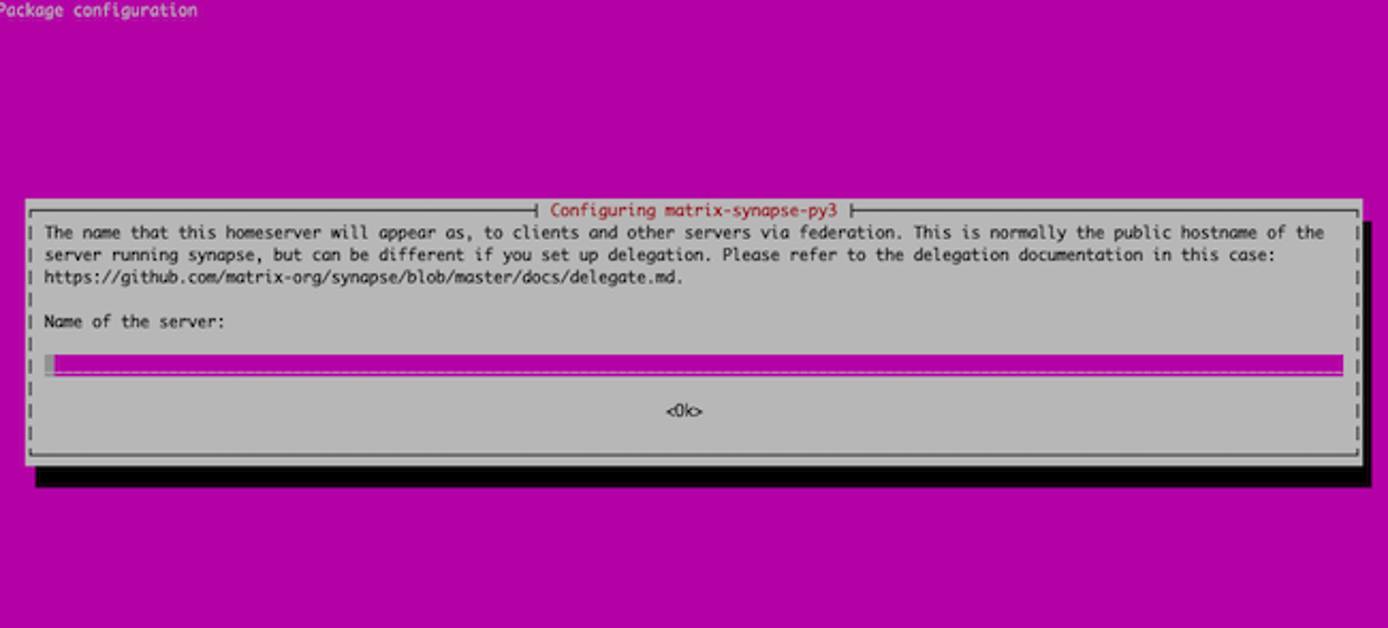 Package configuration
Configuring matrix-synapse-py3
The name that this homeserver will appear as, to clients and other servers via federation. This is normally the public hostname of the
server running synapse, but can be different if you set up delegation. Please refer to the delegation documentation in this case:
https://github.com/matrix-org/synapse/blob/master/docs/delegate.md.
Name of the server:
<Ok>